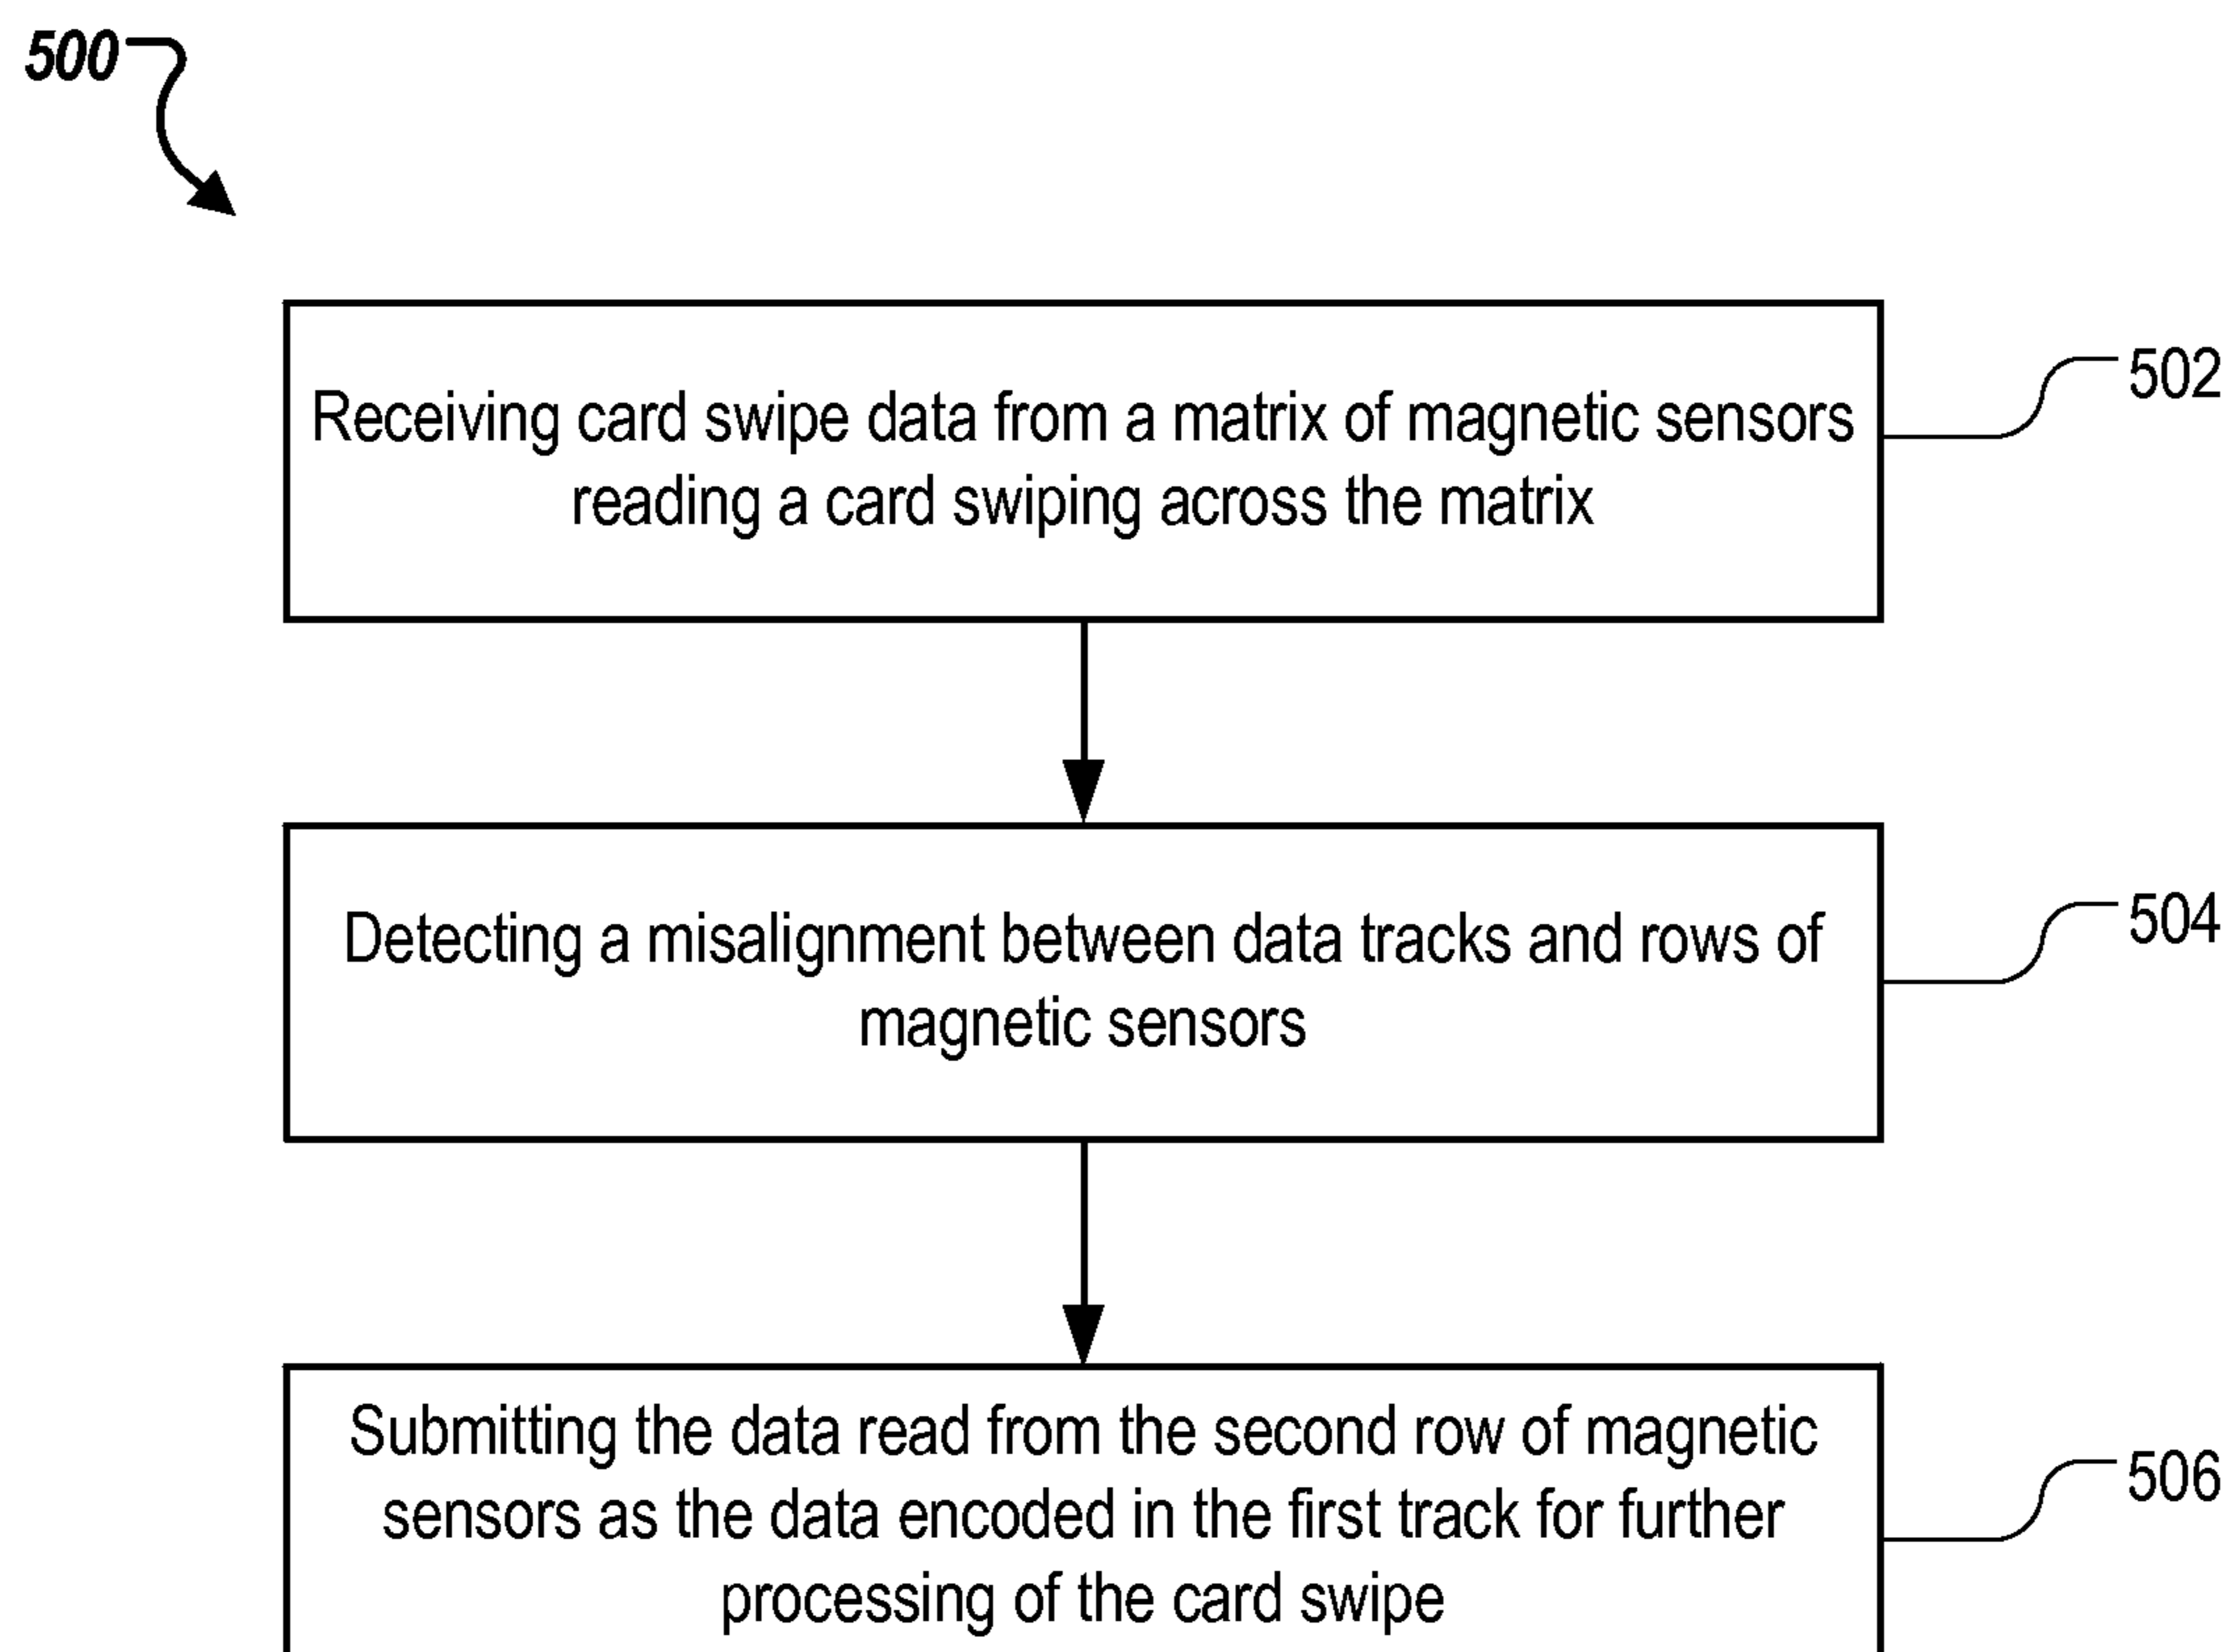 500
Receiving card swipe data from a matrix of magnetic sensors
reading a card swiping across the matrix
502
Detecting a misalignment between data tracks and rows of
magnetic sensors
504
Submitting the data read from the second row of magnetic
sensors as the data encoded in the first track for further
processing of the card swipe
506